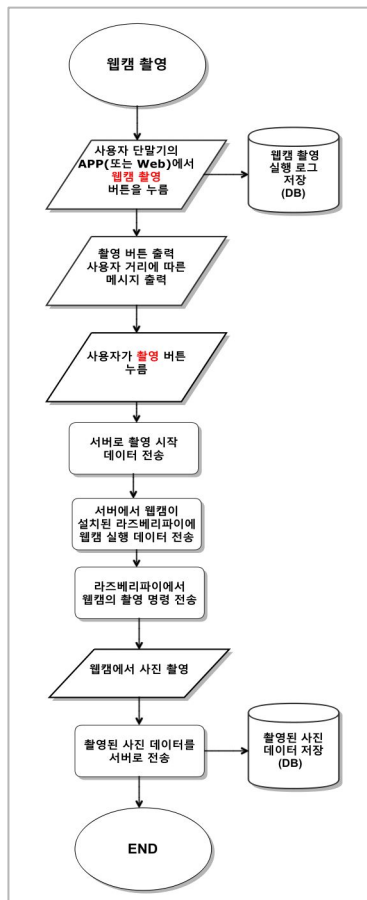 웹캠 촬영
사용자 단말기의
APP(또는 Web)에서
웹캠 촬영
버튼을 누름
웹캠 촬영
실행 로그
저장
(DB)
촬영 버튼 출력
사용자 거리에 따른
메시지 출력
사용자가 촬영 버튼
누름
서버로 촬영 시작
데이터 전송
서버에서 웹캠이
설치된 라즈베리파이에
웹캠 실행 데이터 전송
라즈베리파이에서
웹캠의 촬영 명령 전송
웹캠에서 사진 촬영
촬영된 사진 데이터를
서버로 전송
촬영된 사진
데이터 저장
(DB)
END